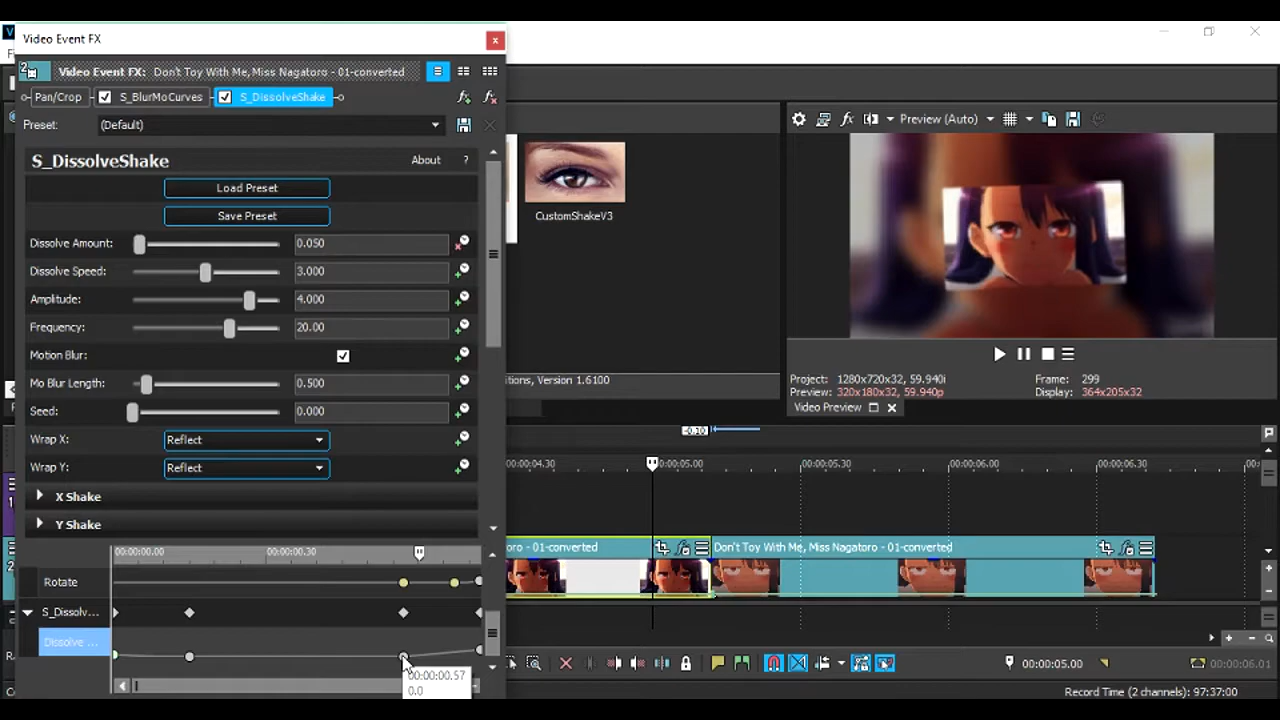 Video Event FX
Video Event FX: Don't Toy With Me, Miss Nagatoro - 01-converted
Pan/Crop
S_BlurMoCurves
S_DissolveShake
Preset:
(Default)
S_DissolveShake
About
?
Load Preset
Save Preset
Dissolve Amount:
0.050
Dissolve Speed:
3.000
Amplitude:
4.000
Frequency:
20.00
Motion Blur:
Mo Blur Length:
0.500
Seed:
0.000
Wrap X:
Reflect
Wrap Y:
Reflect
X Shake
Y Shake
00:00:00.00
00:00:00.30
Rotate
S_Dissolv...
Dissolve ...
00:00:00.57
0.0
CustomShakeV3
itions, Version 1.6100
Preview (Auto)
Project: 1280x720x32, 59.940i
Frame: 299
Preview: 320x180x32, 59.940p
Display: 364x205x32
Video Preview
-0.10
00:00:04.30
00:00:05.00
00:00:05.30
00:00:06.00
00:00:06.30
oro - 01-converted
Don't Toy With Me, Miss Nagatoro - 01-converted
00:00:05.00
00:00:06.01
Record Time (2 channels): 97:37:00